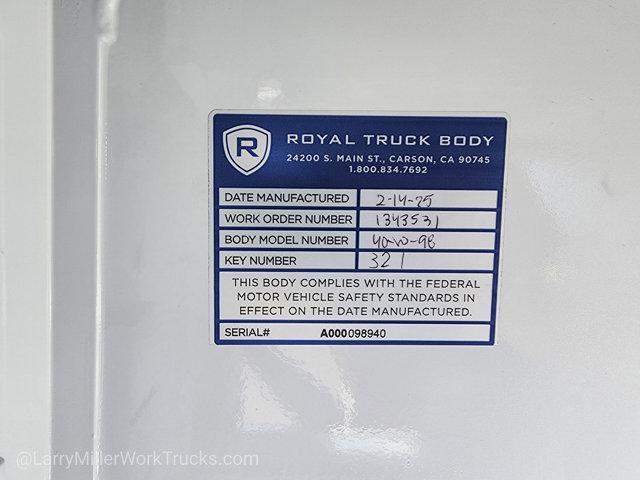 R
ROYAL TRUCK BODY
24200 S. MAIN ST., CARSON, CA 90745
1.800.834.7692
DATE MANUFACTURED 2-14-25
WORK ORDER NUMBER 1343531
BODY MODEL NUMBER 40VO-98
KEY NUMBER 321
THIS BODY COMPLIES WITH THE FEDERAL
MOTOR VEHICLE SAFETY STANDARDS IN
EFFECT ON THE DATE MANUFACTURED.
SERIAL# A000098940
@LarryMillerWorkTrucks.com